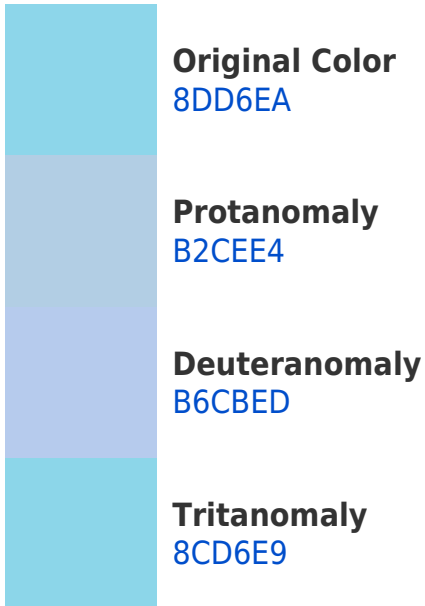 Original Color
8DD6EA
Protanomaly
B2CEE4
Deuteranomaly
B6CBED
Tritanomaly
8CD6E9